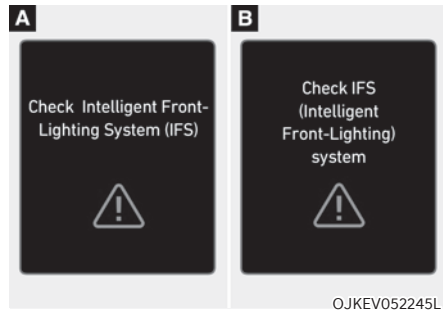 A
Check Intelligent Front-
Lighting System (IFS)
B
Check IFS
(Intelligent
Front-Lighting)
system
OJKEV052245L